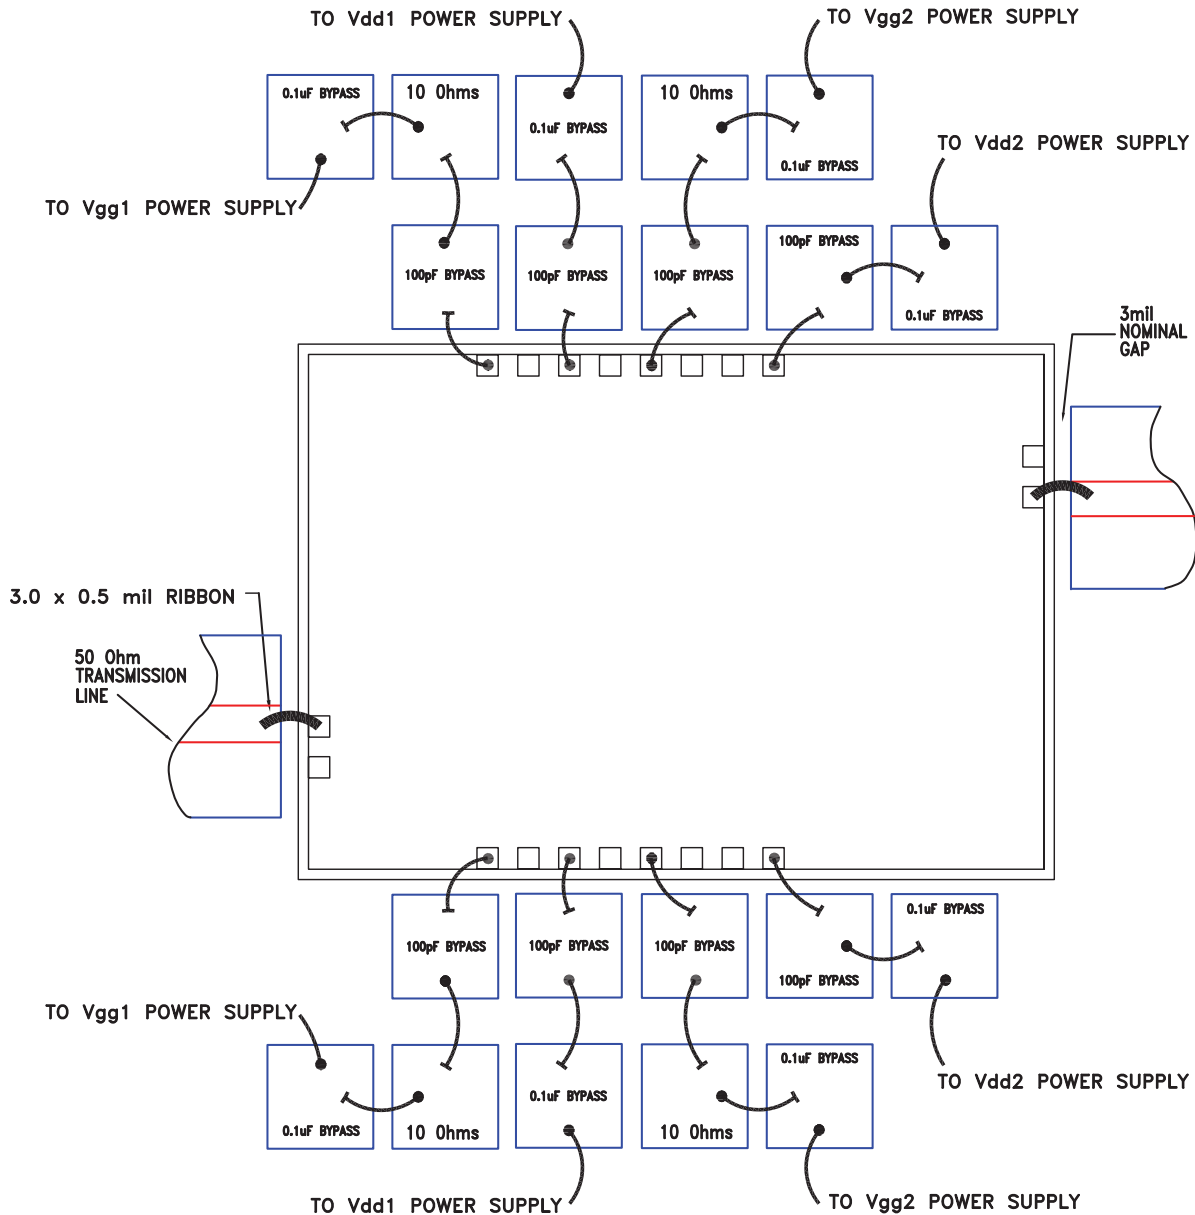 TO Vdd1 POWER SUPPLY
TO Vgg2 POWER SUPPLY
0.1uF BYPASS
10 Ohms
0.1uF BYPASS
10 Ohms
0.1uF BYPASS
TO Vdd2 POWER SUPPLY
TO Vgg1 POWER SUPPLY
100pF BYPASS
100pF BYPASS
100pF BYPASS
100pF BYPASS
0.1uF BYPASS
3mil
NOMINAL
GAP
3.0 x 0.5 mil RIBBON
50 Ohm
TRANSMISSION
LINE
100pF BYPASS
100pF BYPASS
100pF BYPASS
100pF BYPASS
0.1uF BYPASS
TO Vgg1 POWER SUPPLY
0.1uF BYPASS
10 Ohms
0.1uF BYPASS
10 Ohms
0.1uF BYPASS
TO Vdd2 POWER SUPPLY
TO Vdd1 POWER SUPPLY
TO Vgg2 POWER SUPPLY